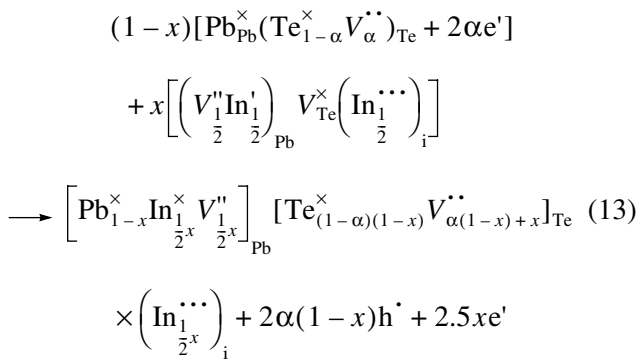 (1 – x)[Pb^×_Pb(Te^×_{1–α}V^{••}_α)_Te + 2αe']
+ x[(V''_{1/2}In'_{1/2})_Pb V^×_Te(In^{•••}_{1/2})_i]
⟶ [Pb^×_{1–x}In^×_{1/2 x}V''_{1/2 x}]_Pb [Te^×_{(1–α)(1–x)}V^{••}_{α(1–x)+x}]_Te (13)
× (In^{•••}_{1/2 x})_i + 2α(1 – x)h^• + 2.5xe'